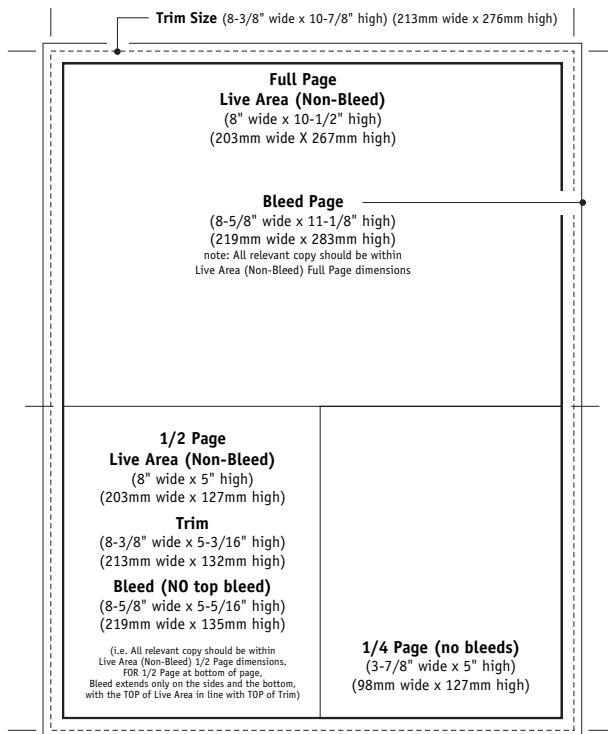 Trim Size (8-3/8" wide x 10-7/8" high) (213mm wide x 276mm high)
Full Page
Live Area (Non-Bleed)
(8" wide x 10-1/2" high)
(203mm wide X 267mm high)
Bleed Page
(8-5/8" wide x 11-1/8" high)
(219mm wide x 283mm high)
note: All relevant copy should be within
Live Area (Non-Bleed) Full Page dimensions
1/2 Page
Live Area (Non-Bleed)
(8" wide x 5" high)
(203mm wide x 127mm high)
Trim
(8-3/8" wide x 5-3/16" high)
(213mm wide x 132mm high)
Bleed (NO top bleed)
(8-5/8" wide x 5-5/16" high)
(219mm wide x 135mm high)
(i.e. All relevant copy should be within
Live Area (Non-Bleed) 1/2 Page dimensions.
FOR 1/2 Page at bottom of page,
Bleed extends only on the sides and the bottom,
with the TOP of Live Area in line with TOP of Trim)
1/4 Page (no bleeds)
(3-7/8" wide x 5" high)
(98mm wide x 127mm high)